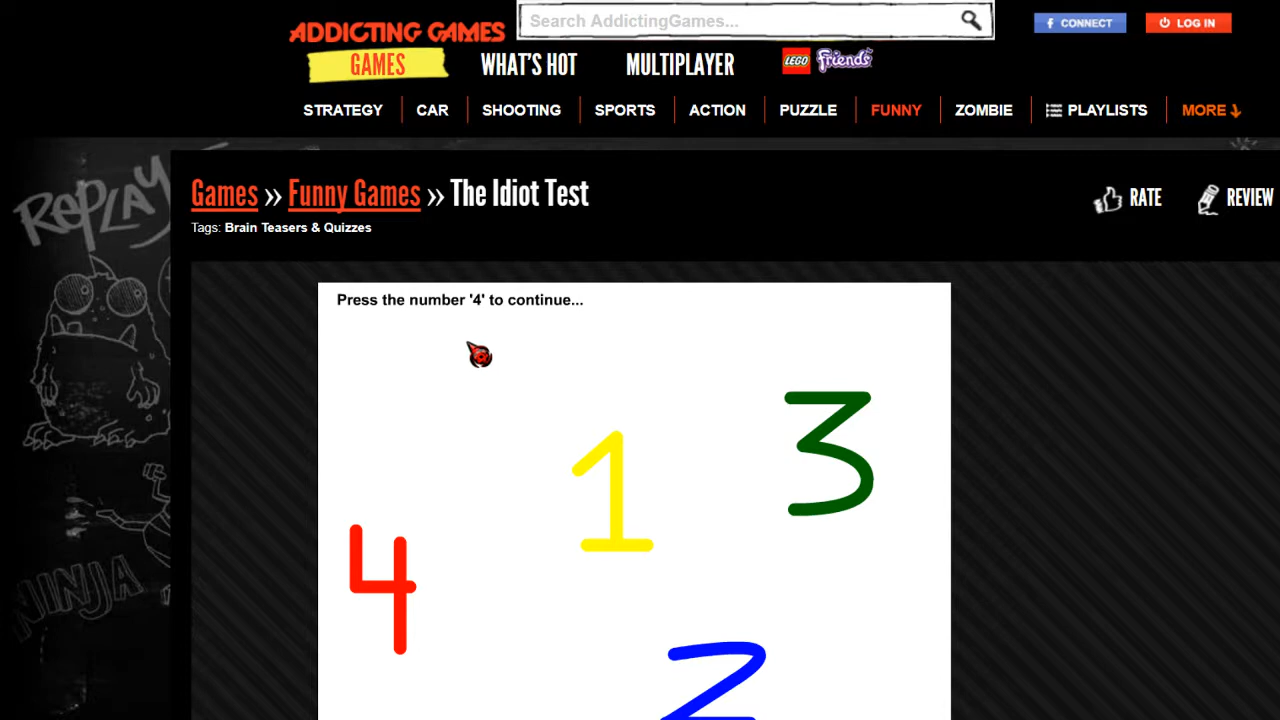 ADDICTING GAMES
Search AddictingGames...
f CONNECT
LOG IN
GAMES
WHAT'S HOT
MULTIPLAYER
LEGO Friends
STRATEGY
CAR
SHOOTING
SPORTS
ACTION
PUZZLE
FUNNY
ZOMBIE
PLAYLISTS
MORE
REPLAY
Games » Funny Games » The Idiot Test
RATE
REVIEW
Tags: Brain Teasers & Quizzes
Press the number '4' to continue...
3
1
4
NINJA
2